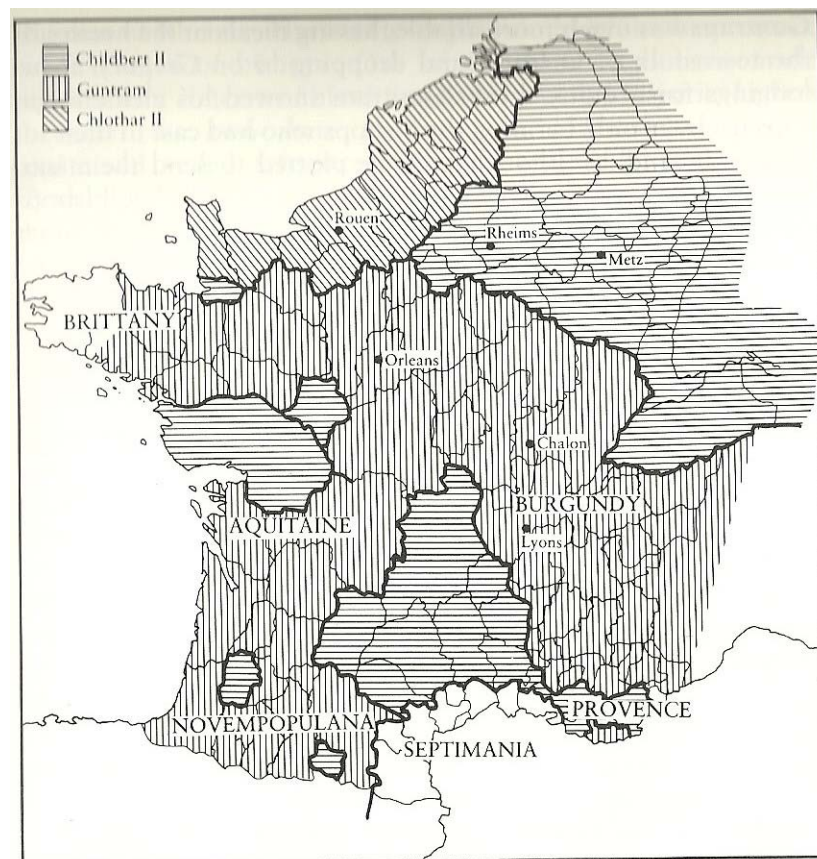 Childbert II
Guntram
Chlothar II
Rouen
Rheims
Metz
BRITTANY
Orleans
Chalon
AQUITAINE
BURGUNDY
Lyons
NOVEMPOPULANA
PROVENCE
SEPTIMANIA